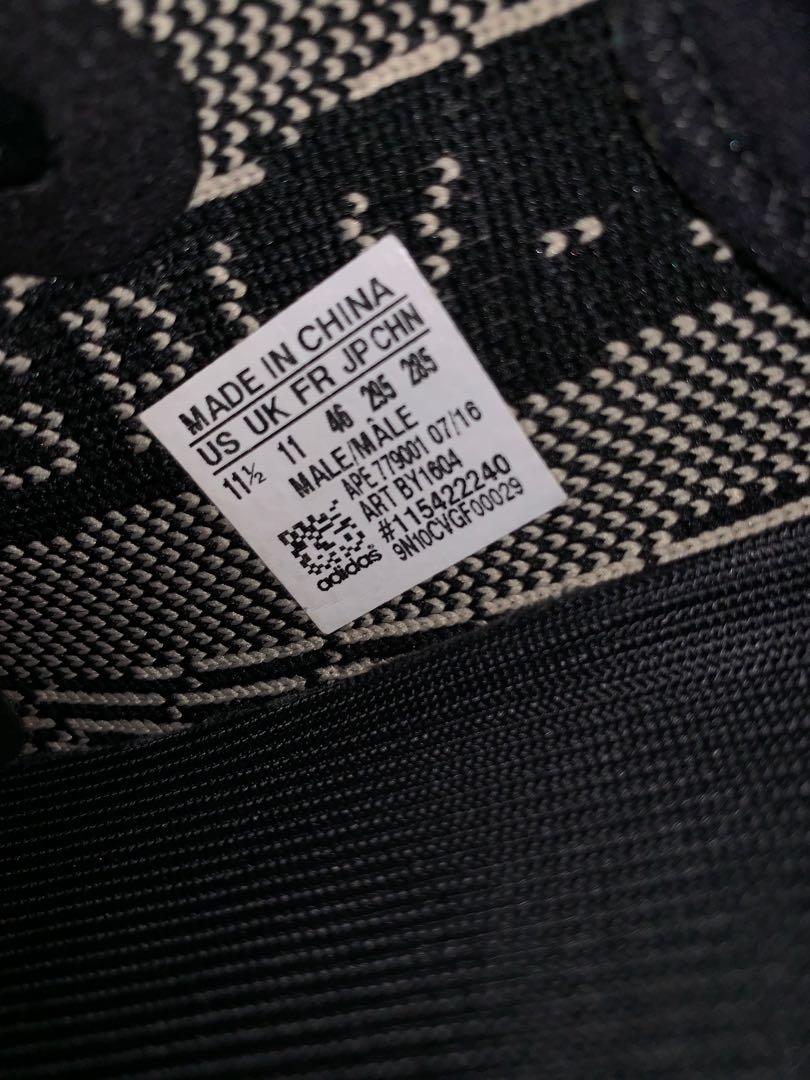 MADE IN CHINA
US UK FR JP CHN
11½ 11 46 295 285
MALE/MÂLE
APE 779001 07/16
ART BY1604
#115422240
9N10CVGF00029
adidas